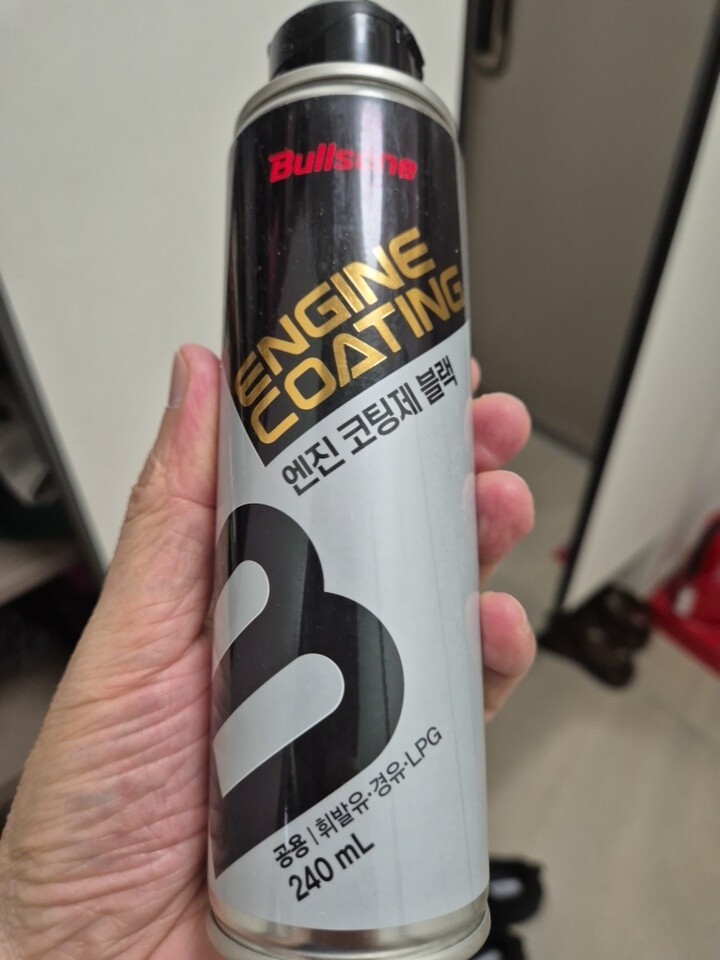 Bullsone
ENGINE
COATING
엔진 코팅제 블랙
B
공용 | 휘발유·경유·LPG
240 mL